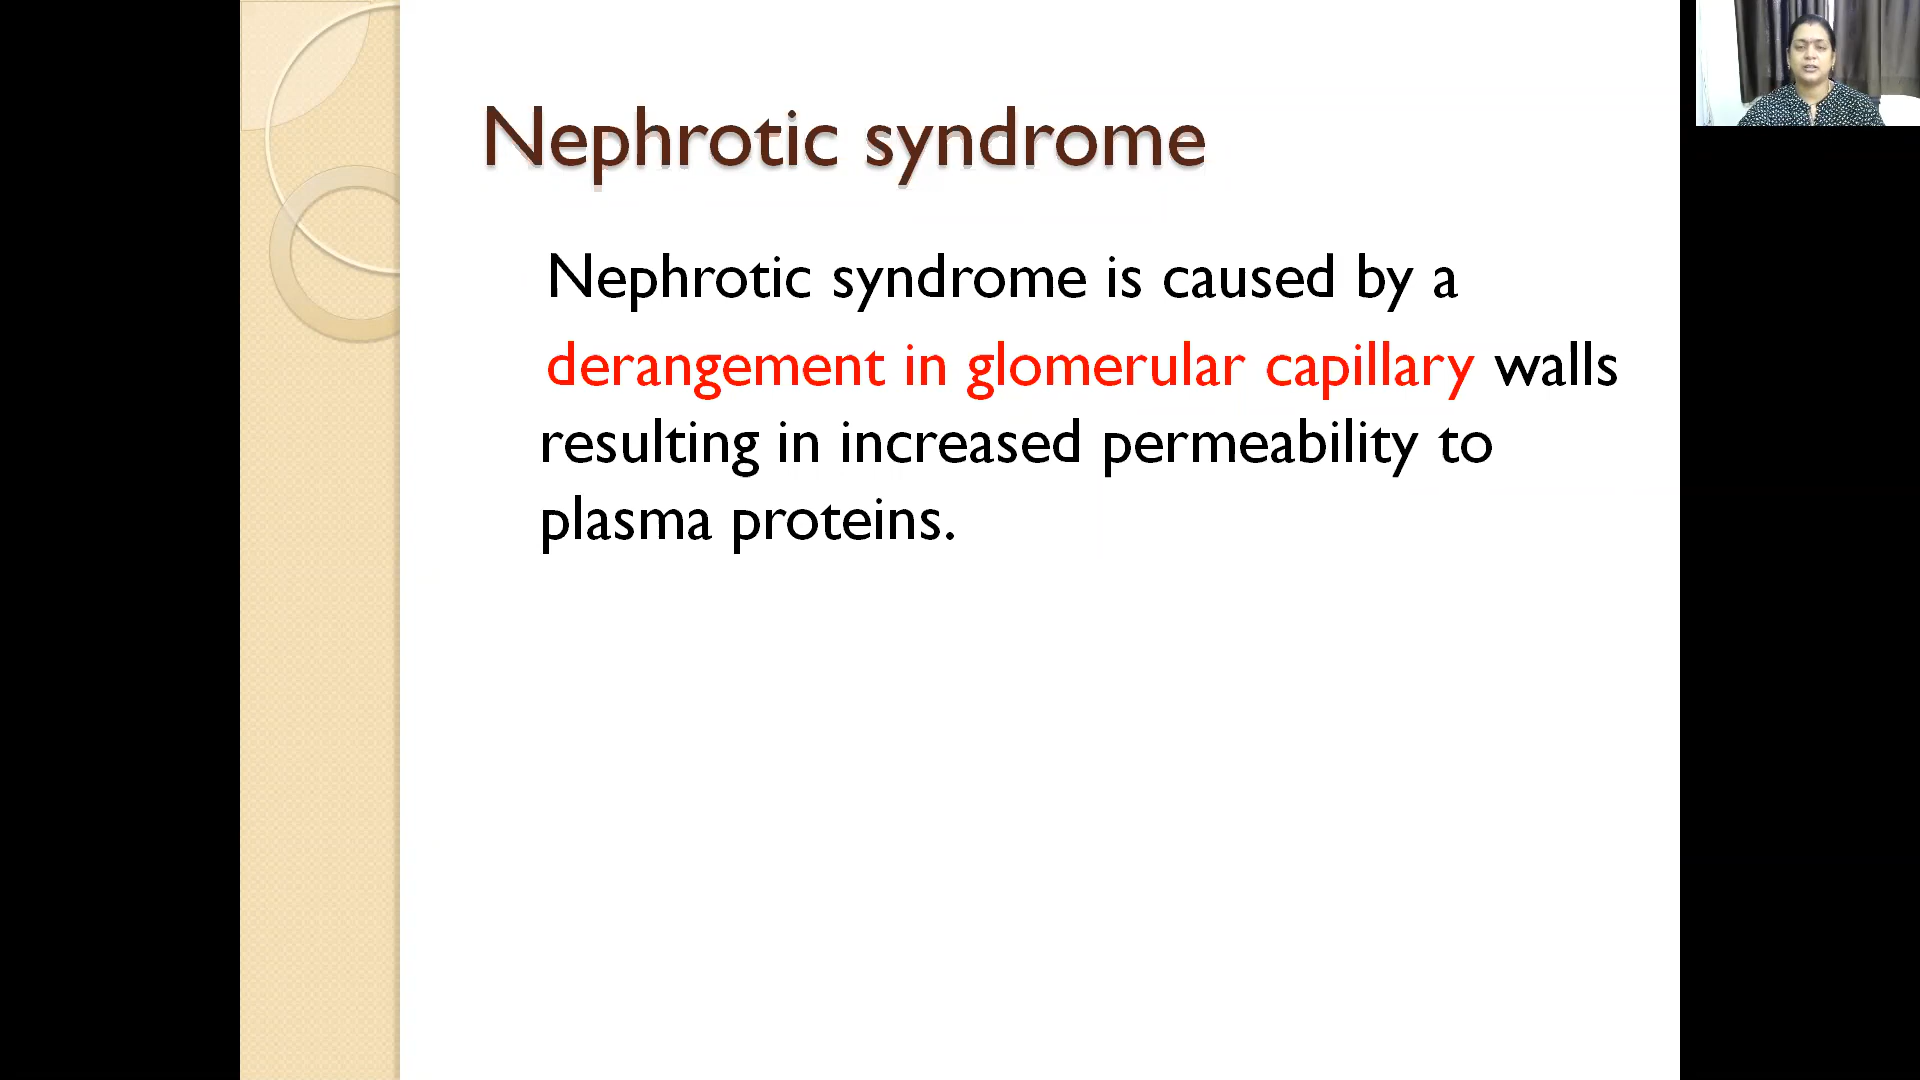 Nephrotic syndrome
Nephrotic syndrome is caused by a
derangement in glomerular capillary walls
resulting in increased permeability to
plasma proteins.